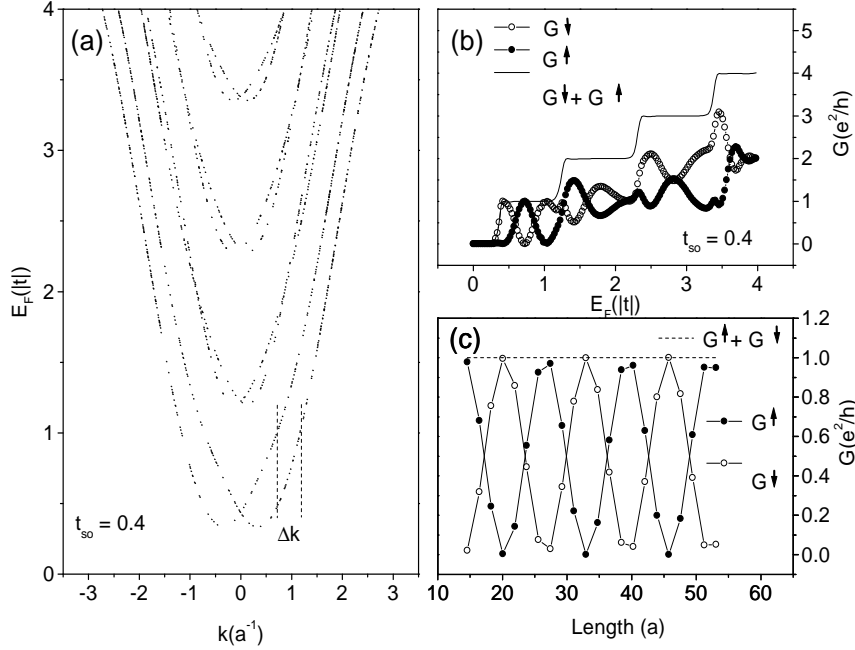 (a)
4
3
2
1
0
E_F(|t|)
t_so = 0.4
Δk
-3 -2 -1 0 1 2 3
k(a^-1)
(b)
G↓
G↑
G↓+ G↑
t_so = 0.4
5
4
3
2
1
0
G(e^2/h)
0 1 2 3 4
E_F(|t|)
(c)
G↑+ G↓
G↑
G↓
1.2
1.0
0.8
0.6
0.4
0.2
0.0
G(e^2/h)
10 20 30 40 50 60
Length (a)